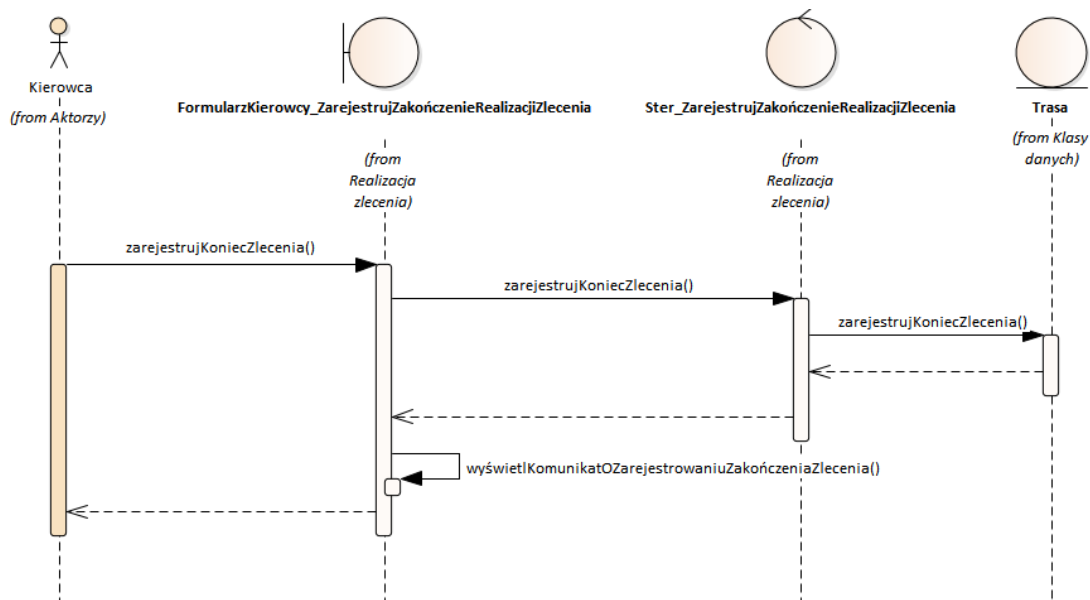 Kierowca
(from Aktorzy)
FormularzKierowcy_ZarejestrujZakończenieRealizacjiZlecenia
(from
Realizacja
zlecenia)
Ster_ZarejestrujZakończenieRealizacjiZlecenia
(from
Realizacja
zlecenia)
Trasa
(from Klasy
danych)
zarejestrujKoniecZlecenia()
zarejestrujKoniecZlecenia()
zarejestrujKoniecZlecenia()
wyświetlKomunikatOZarejestrowaniuZakończeniaZlecenia()